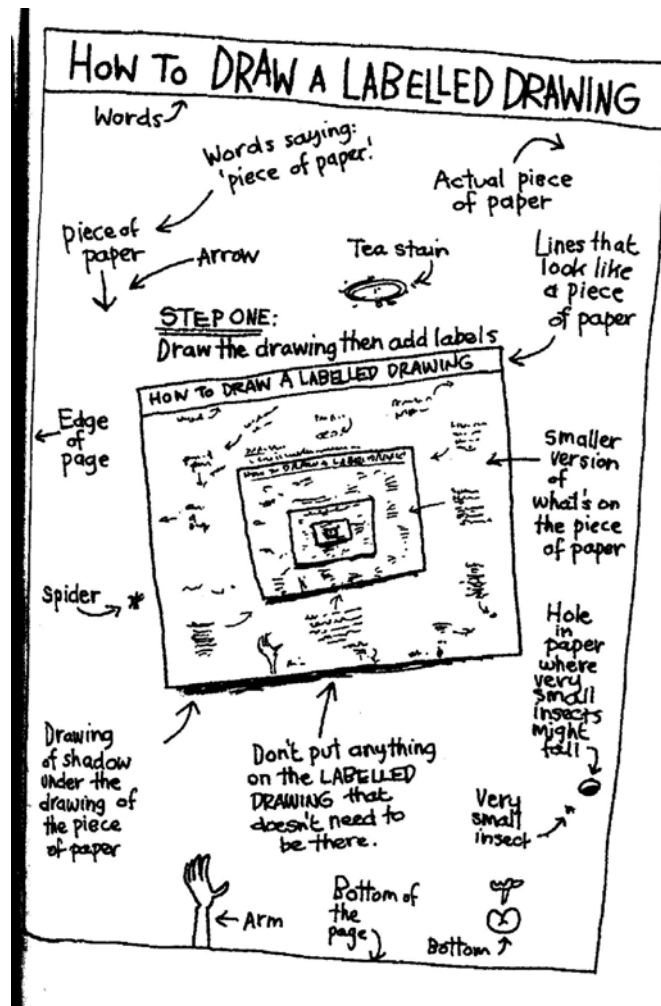 HOW TO DRAW A LABELLED DRAWING
Words
Words saying:
'piece of paper.'
Actual piece
of paper
piece of
paper
Arrow
Tea stain
Lines that
look like
a piece
of paper
STEP ONE:
Draw the drawing then add labels
HOW TO DRAW A LABELLED DRAWING
HOW TO DRAW A LABELLED DRAWING
Edge
of
page
Smaller
version
of
what's on
the piece
of paper
Spider
Hole
in
paper
where
very
small
insects
might
fall
Drawing
of shadow
under the
drawing of
the piece
of paper
Don't put anything
on the LABELLED
DRAWING that
doesn't need to
be there.
Very
small
insect
Arm
Bottom of
the
page
Bottom